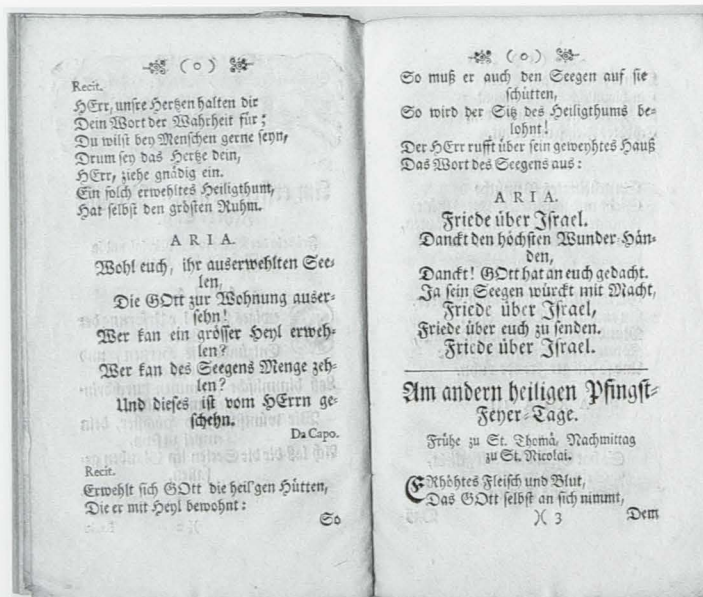 ( o )
Recit.
HErr, unsre Hertzen halten dir
Dein Wort der Wahrheit für;
Du wilst bey Menschen gerne seyn,
Drum sey das Hertze dein,
HErr, ziehe gnädig ein.
Ein solch erwehltes Heiligthum,
Hat selbst den grösten Ruhm.
ARIA.
Wohl euch, ihr auserwehlten See-
len,
Die GOtt zur Wohnung auser-
sehn!
Wer kan ein grösser Heyl erweh-
len?
Wer kan des Seegens Menge zeh-
len?
Und dieses ist vom HErrn ge-
schehn.
Da Capo.
Recit.
Erwehlt sich GOtt die heil'gen Hütten,
Die er mit Heyl bewohnt:
So
( o )
So muß er auch den Seegen auf sie
schütten,
So wird der Sitz des Heiligthums be-
lohnt!
Der HErr rufft über sein geweyhtes Hauß
Das Wort des Seegens aus:
ARIA.
Friede über Israel.
Danckt den höchsten Wunder-Hän-
den,
Danckt! GOtt hat an euch gedacht.
Ja sein Seegen würckt mit Macht,
Friede über Israel,
Friede über euch zu senden.
Friede über Israel.
Am andern heiligen Pfingst-
Feyer-Tage.
Frühe zu St. Thomä, Nachmittag
zu St. Nicolai.
ERhöhtes Fleisch und Blut,
Das GOtt selbst an sich nimmt,
)( 3 Dem